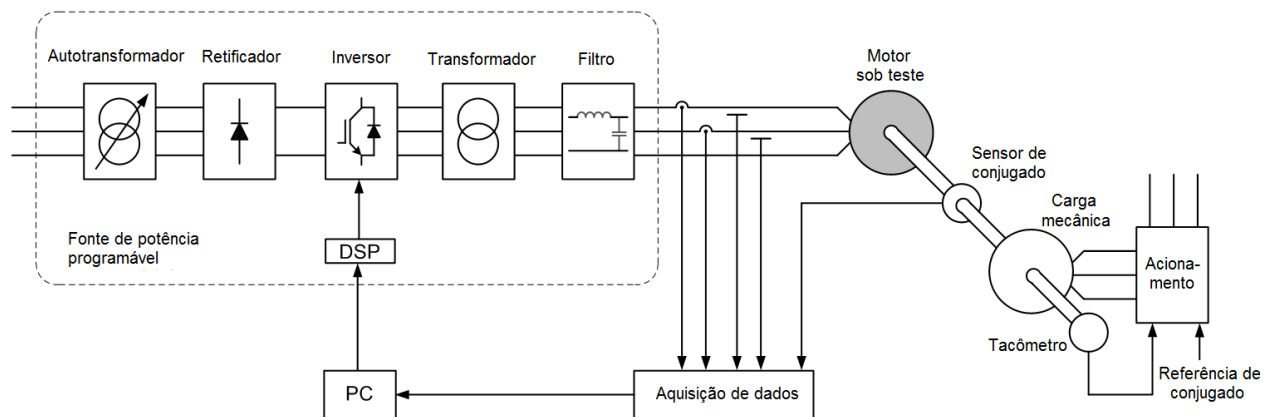 Autotransformador
Retificador
Inversor
Transformador
Filtro
Motor
sob teste
Sensor de
conjugado
Carga
mecânica
Fonte de potência
programável
DSP
Aciona-
mento
Tacômetro
PC
Aquisição de dados
Referência de
conjugado